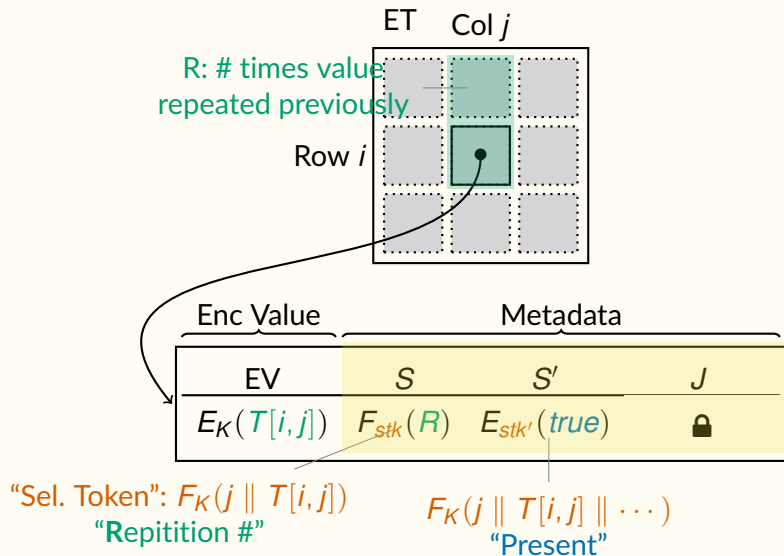 ET
Col j
R: # times value
repeated previously
Row i
Enc Value Metadata
EV S S′ J
E_K(T[i, j]) F_stk(R) E_stk′(true)
“Sel. Token”: F_K(j ∥ T[i, j])
“Repitition #”
F_K(j ∥ T[i, j] ∥ ···)
“Present”